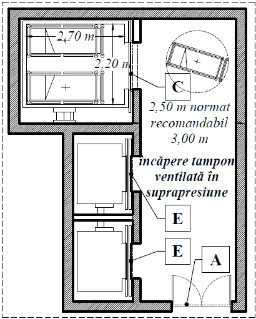 2,70 m
2,20 m
C
2,50 m normat
recomandabil
3,00 m
încăpere tampon
ventilată în
suprapresiune
E
E
A